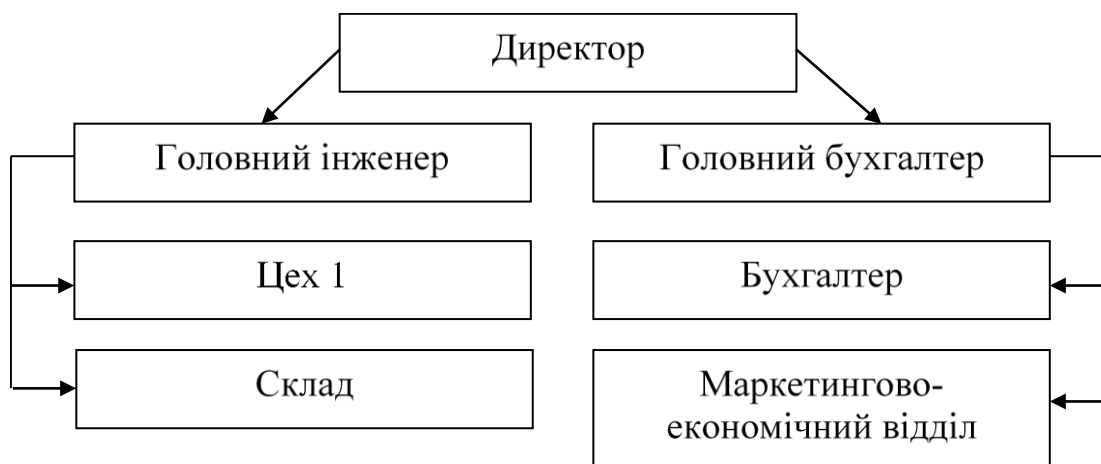 Директор
Головний інженер
Головний бухгалтер
Цех 1
Бухгалтер
Склад
Маркетингово-
економічний відділ